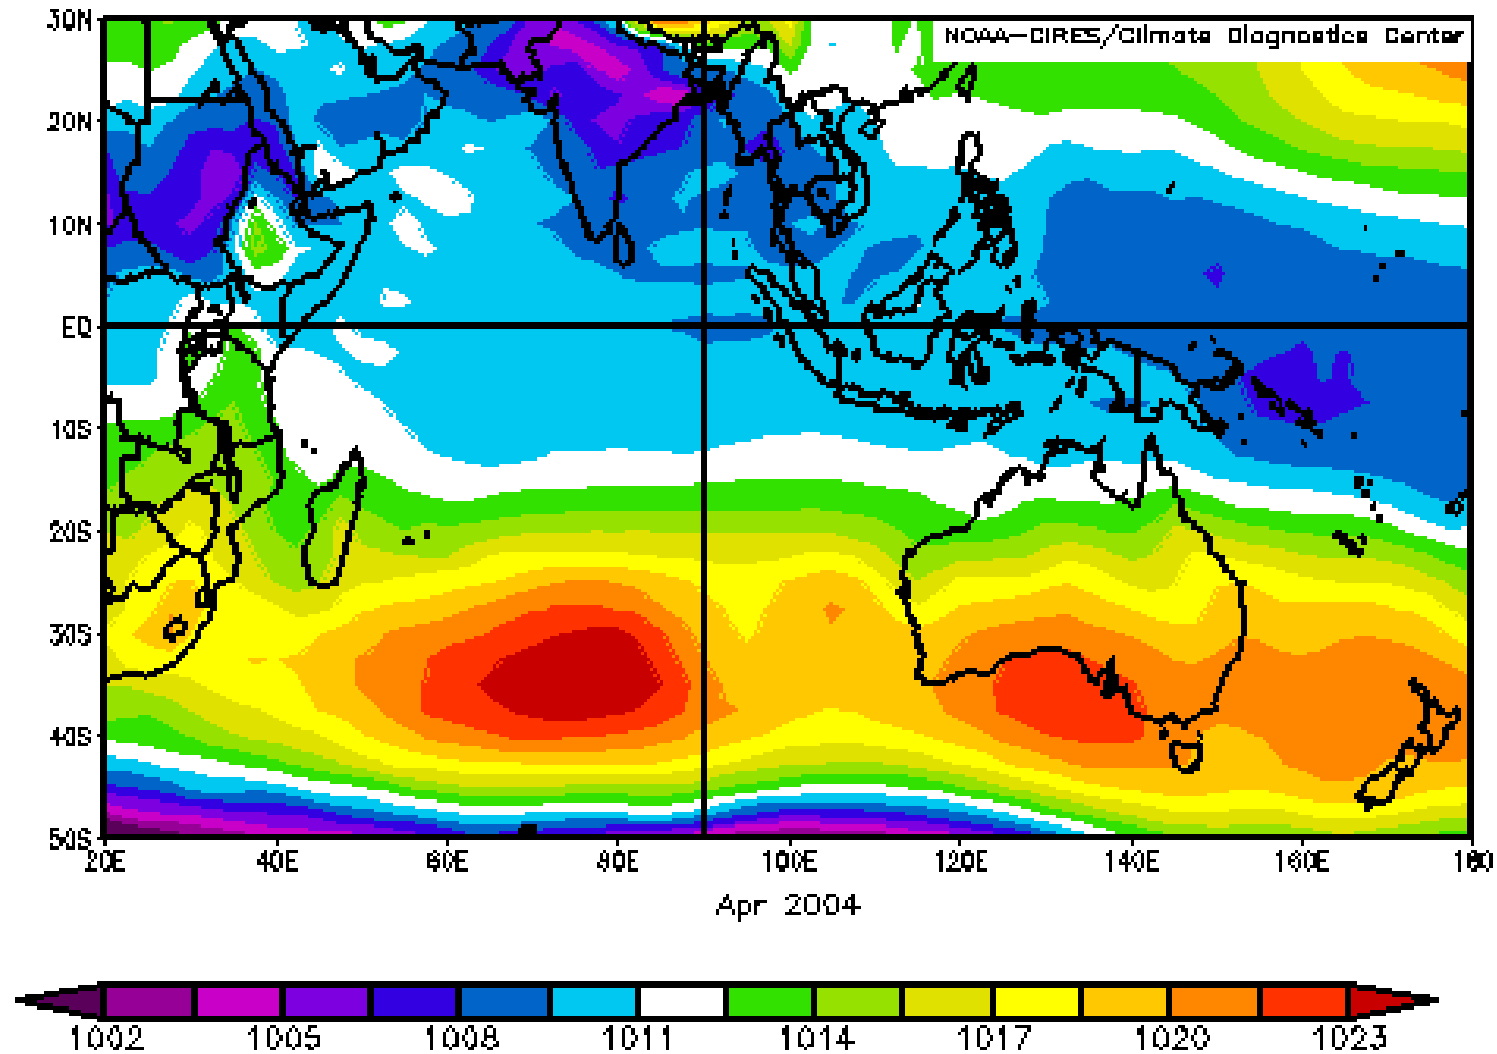 30N
NOAA-CIRES/Climate Diagnostics Center
20N
10N
EQ
10S
20S
30S
40S
50S
20E 40E 60E 80E 100E 120E 140E 160E 180
Apr 2004
1002 1005 1008 1011 1014 1017 1020 1023